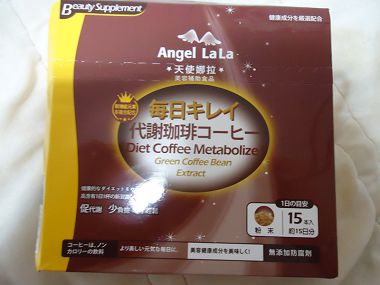 Beauty Supplement
健康成分を厳選配合
Angel LaLa
天使娜拉
美容補助食品
毎日キレイ
代謝珈琲コーヒー
Diet Coffee Metabolize
Green Coffee Bean
Extract
促代謝
1日の目安
15本入
約15日分
粉末
コーヒーは、ノン
カロリーの飲料
より美しい元気な毎日に。
美容健康成分を美味しく!
無添加防腐剤